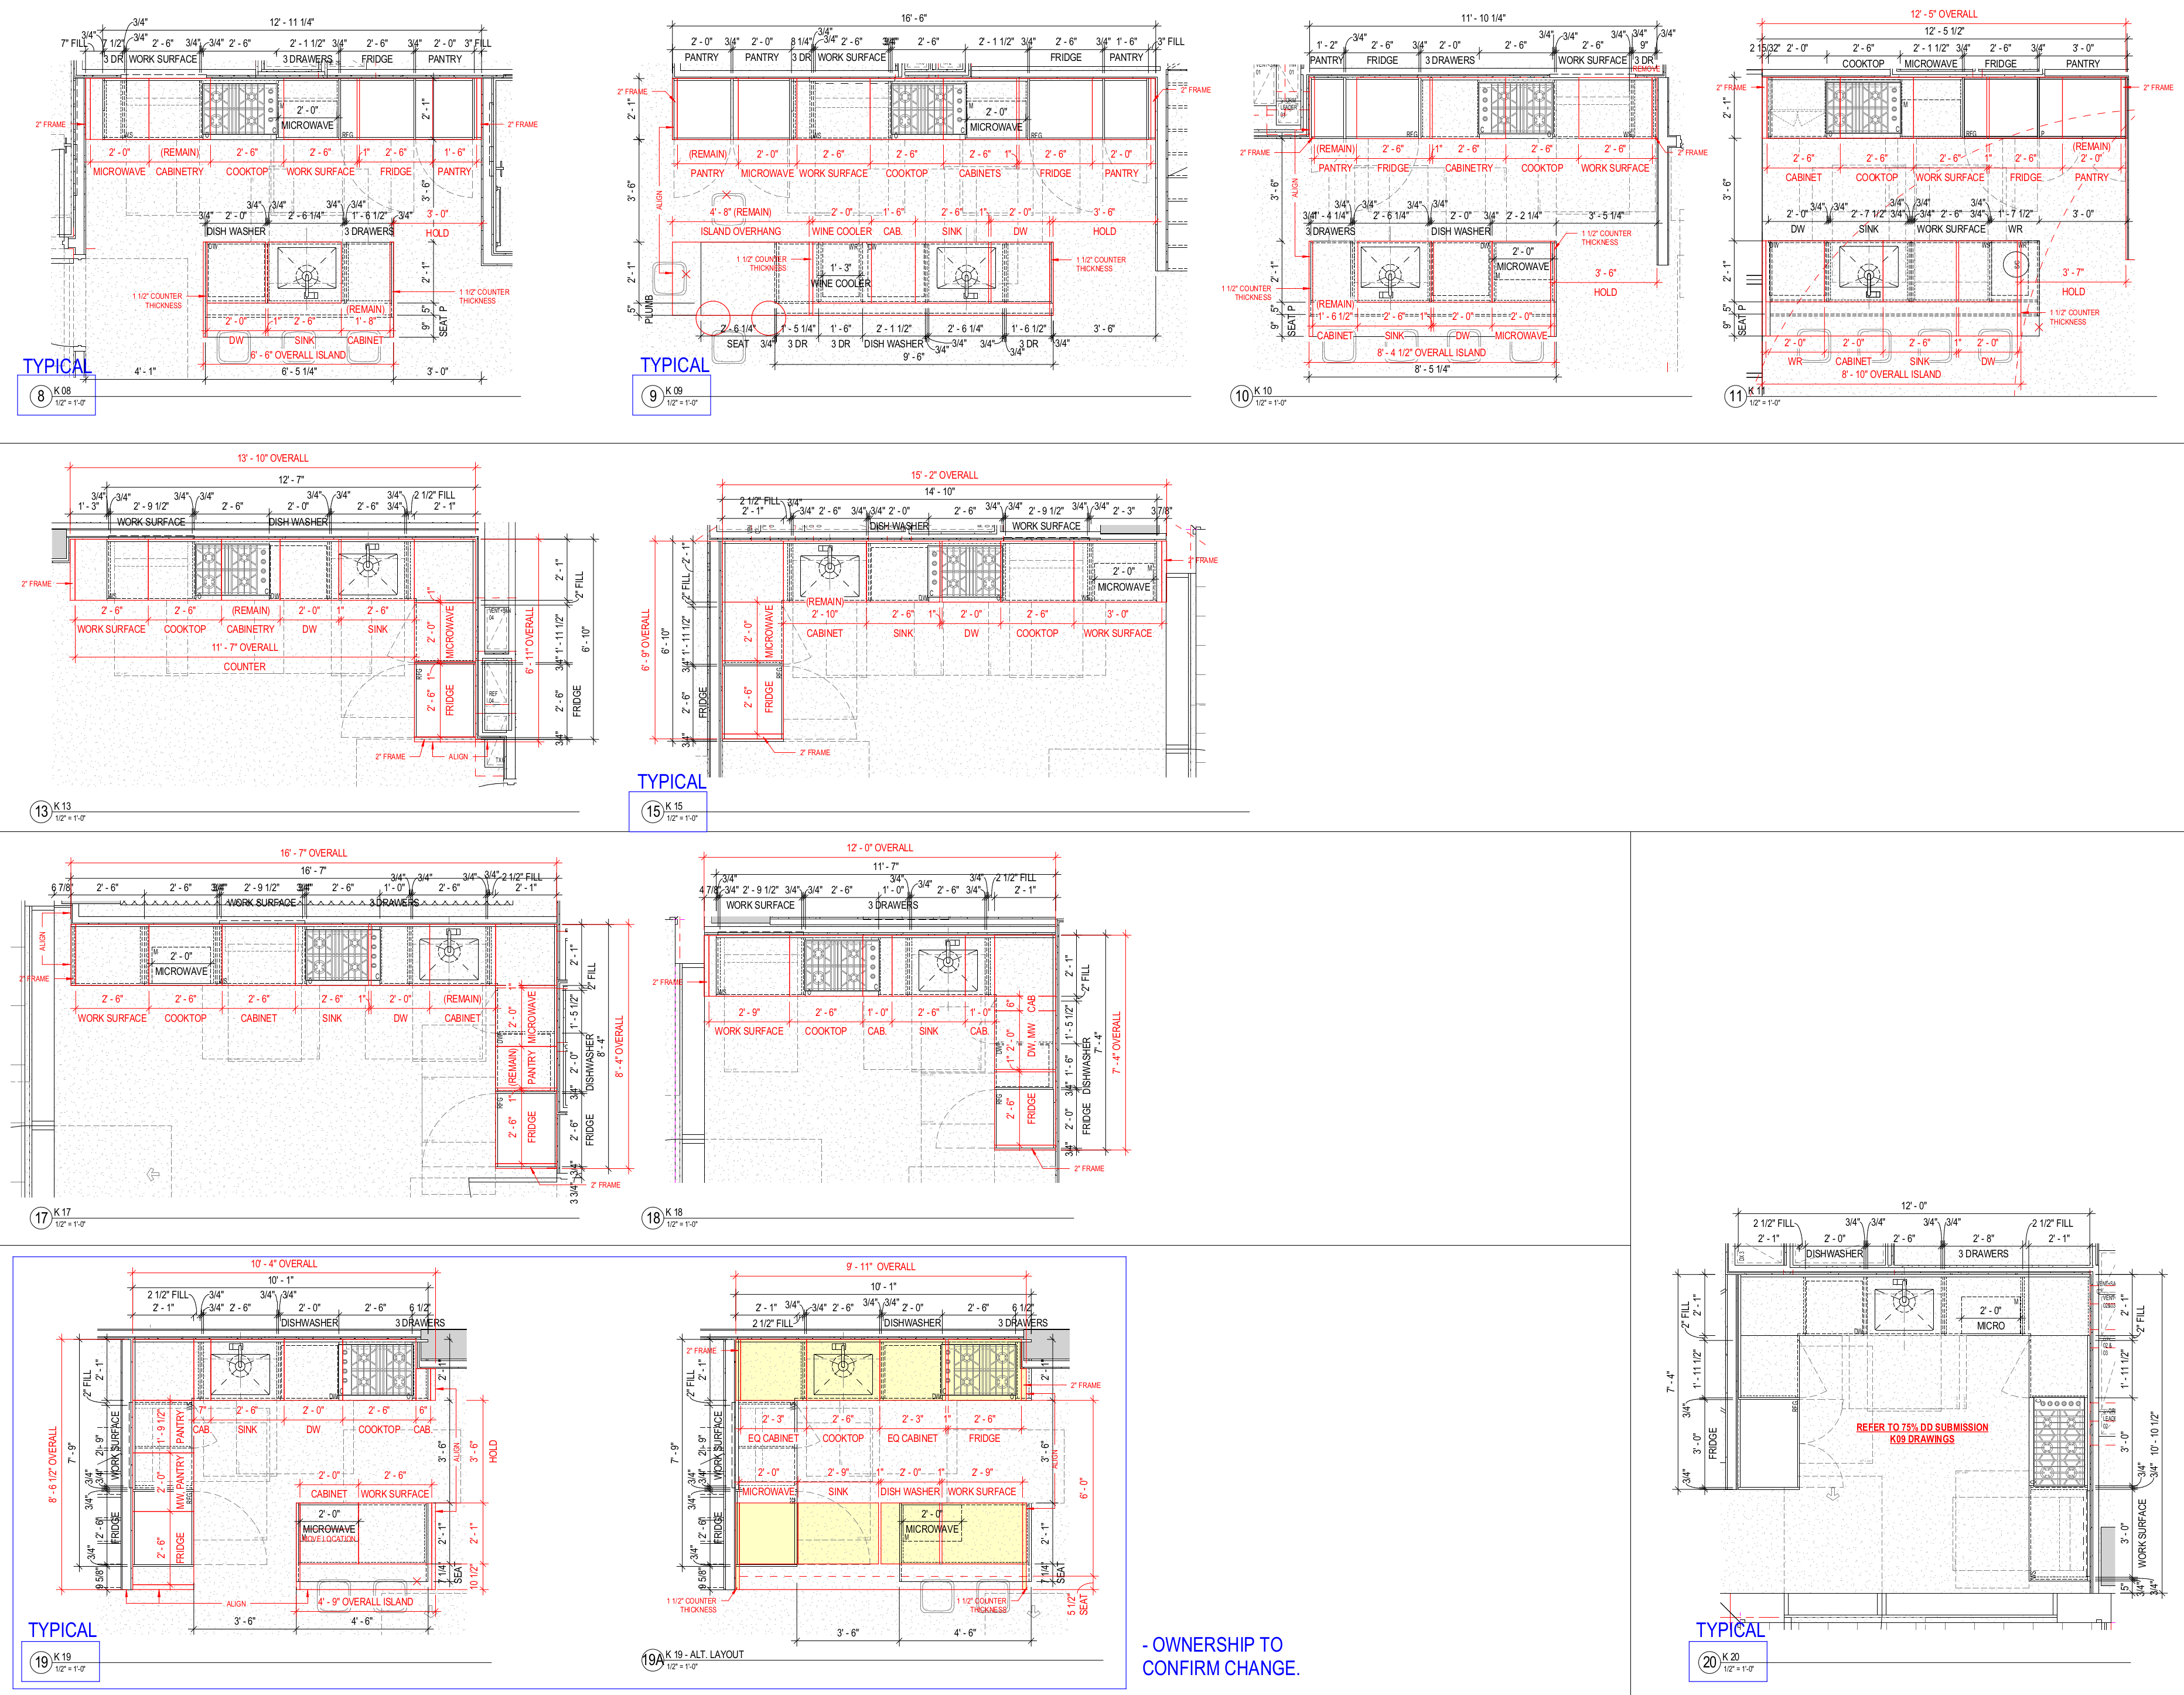 12' - 11 1/4"
3/4"
7" FILL 3/4" 7 1/2" 3/4" 2' - 6" 3/4" 3/4" 2' - 6" 2' - 1 1/2" 3/4" 2' - 6" 3/4" 2' - 0" 3" FILL
3 DR WORK SURFACE 3 DRAWERS FRIDGE PANTRY
2' - 1"
2' - 0"
MICROWAVE
2" FRAME 2" FRAME
WS RFG
2' - 0" (REMAIN) 2' - 6" 2' - 6" 1" 2' - 6" 1' - 6"
MICROWAVE CABINETRY COOKTOP WORK SURFACE FRIDGE PANTRY
3' - 6"
3/4" 2' - 0" 3/4" 3/4" 2' - 6 1/4" 3/4" 3/4" 1' - 6 1/2" 3/4" 3' - 0"
DISH WASHER 3 DRAWERS HOLD
DW
2' - 1"
1 1/2" COUNTER
THICKNESS
1 1/2" COUNTER
THICKNESS
(REMAIN)
2' - 0" 1" 2' - 6" 1' - 8"
DW SINK CABINET
5" 9" SEAT P
6' - 6" OVERALL ISLAND
4' - 1" 6' - 5 1/4" 3' - 0"
TYPICAL
8 K 08
1/2" = 1'-0"
16' - 6"
2' - 0" 3/4" 2' - 0" 8 1/4" 3/4" 3/4" 2' - 6" 3/4" 2' - 6" 2' - 1 1/2" 3/4" 2' - 6" 3/4" 1' - 6" 3" FILL
PANTRY PANTRY 3 DR WORK SURFACE FRIDGE PANTRY
2" FRAME 2" FRAME
2' - 1"
2' - 0"
MICROWAVE
WS RFG
(REMAIN) 2' - 0" 2' - 6" 2' - 6" 2' - 6" 1" 2' - 6" 2' - 0"
PANTRY MICROWAVE WORK SURFACE COOKTOP CABINETS FRIDGE PANTRY
3' - 6" ALIGN
4' - 8" (REMAIN) 2' - 0" 1' - 6" 2' - 6" 1" 2' - 0" 3' - 6"
ISLAND OVERHANG WINE COOLER CAB. SINK DW HOLD
1 1/2" COUNTER
THICKNESS
1' - 3"
WINE COOLER
1 1/2" COUNTER
THICKNESS
2' - 1" 5" PLUMB
2' - 6 1/4" 1' - 5 1/4" 1' - 6" 2' - 1 1/2" 2' - 6 1/4" 1' - 6 1/2" 3' - 6"
SEAT 3/4" 3 DR 3 DR DISH WASHER 3/4" 3/4" 3/4" 3 DR 3/4"
9' - 6"
TYPICAL
9 K 09
1/2" = 1'-0"
11' - 10 1/4"
1' - 2" 3/4" 2' - 6" 3/4" 2' - 0" 2' - 6" 3/4" 3/4" 2' - 6" 3/4" 9" 3/4"
PANTRY FRIDGE 3 DRAWERS WORK SURFACE 3 DR
REMOVE
2' - 1"
RFG WS
2" FRAME 2" FRAME
(REMAIN) 2' - 6" 1" 2' - 0" 2' - 6" 2' - 6"
PANTRY FRIDGE CABINETRY COOKTOP WORK SURFACE
3' - 6" ALIGN
3/4" 1' - 4 1/4" 3/4" 3/4" 2' - 6 1/4" 3/4" 3/4" 2' - 0" 3/4" 2' - 2 1/4" 3' - 5 1/4"
3 DRAWERS DISH WASHER
1 1/2" COUNTER
THICKNESS
2' - 0"
MICROWAVE
3' - 6"
HOLD
1 1/2" COUNTER
THICKNESS
(REMAIN)
1' - 6 1/2" 2' - 6" 1" 2' - 0" 2' - 0"
CABINET SINK DW MICROWAVE
2' - 1" 5" 9" SEAT P
8' - 4 1/2" OVERALL ISLAND
8' - 5 1/4"
10 K 10
1/2" = 1'-0"
12' - 5" OVERALL
12' - 5 1/2"
2 15/32" 2' - 0" 2' - 6" 2' - 1 1/2" 3/4" 2' - 6" 3/4" 3' - 0"
COOKTOP MICROWAVE FRIDGE PANTRY
2" FRAME 2" FRAME
2' - 1"
(REMAIN)
2' - 6" 2' - 6" 2' - 6" 1" 2' - 6" 2' - 0"
CABINET COOKTOP WORK SURFACE FRIDGE PANTRY
3' - 6"
2' - 0" 3/4" 3/4" 2' - 7 1/2" 3/4" 3/4" 2' - 6" 3/4" 3/4" 1' - 7 1/2" 3' - 0"
DW SINK WORK SURFACE WR
2' - 1" 5" 9" SEAT P
3' - 7"
HOLD
1 1/2" COUNTER
THICKNESS
2' - 0" 2' - 0" 2' - 6" 1" 2' - 0"
WR CABINET SINK DW
8' - 10" OVERALL ISLAND
11 K 11
1/2" = 1'-0"
13' - 10" OVERALL
12' - 7"
1' - 3" 3/4" 3/4" 2' - 9 1/2" 3/4" 3/4" 2' - 6" 2' - 0" 3/4" 3/4" 2' - 6" 3/4" 3/4" 2 1/2" FILL 2' - 1"
WORK SURFACE DISH WASHER
2" FRAME
2' - 6" 2' - 6" (REMAIN) 2' - 0" 1" 2' - 6"
WORK SURFACE COOKTOP CABINETRY DW SINK
11' - 7" OVERALL
COUNTER
1" 2' - 0" MICROWAVE
1" 2' - 6" FRIDGE
RFG
REF
04
6' - 11" OVERALL
2' - 1" 2" FILL 1' - 11 1/2" 3/4" 2' - 6" FRIDGE 3/4"
6' - 10"
2" FRAME ALIGN
13 K 13
1/2" = 1'-0"
15' - 2" OVERALL
14' - 10"
2 1/2" FILL 3/4"
2' - 1" 3/4" 2' - 6" 3/4" 3/4" 2' - 0" 2' - 6" 3/4" 3/4" 2' - 9 1/2" 3/4" 3/4" 2' - 3" 3 7/8"
DISH WASHER WORK SURFACE
2" FRAME
2' - 0"
MICROWAVE
(REMAIN)
2' - 10" 2' - 6" 1" 2' - 0" 2' - 6" 3' - 0"
CABINET SINK DW COOKTOP WORK SURFACE
6' - 9" OVERALL
6' - 10"
2' - 1" 2" FILL 1' - 11 1/2" 3/4" 2' - 6" FRIDGE 3/4"
2' - 0" MICROWAVE
2' - 6" FRIDGE
2" FRAME
TYPICAL
15 K 15
1/2" = 1'-0"
16' - 7" OVERALL
16' - 7"
6 7/8" 2' - 6" 2' - 6" 3/4" 2' - 9 1/2" 3/4" 2' - 6" 1' - 0" 3/4" 3/4" 2' - 6" 3/4" 3/4" 2 1/2" FILL 2' - 1"
WORK SURFACE 3 DRAWERS
ALIGN
2" FRAME
2' - 0"
MICROWAVE
2' - 6" 2' - 6" 2' - 6" 2' - 6" 1" 2' - 0" (REMAIN)
WORK SURFACE COOKTOP CABINET SINK DW CABINET
1" 2' - 0" MICROWAVE
(REMAIN) PANTRY
1" 2' - 6" FRIDGE
2' - 1" 2" FILL 1' - 5 1/2" 2' - 0" DISHWASHER 3/4" 2' - 6" FRIDGE 3/4" 3 3/4"
8' - 4"
8' - 4" OVERALL
2" FRAME
17 K 17
1/2" = 1'-0"
12' - 0" OVERALL
11' - 7"
4 7/8" 3/4" 3/4" 2' - 9 1/2" 3/4" 3/4" 2' - 6" 1' - 0" 3/4" 3/4" 2' - 6" 3/4" 3/4" 2 1/2" FILL 2' - 1"
WORK SURFACE 3 DRAWERS
2" FRAME
2' - 9" 2' - 6" 1' - 0" 2' - 6" 1' - 0"
WORK SURFACE COOKTOP CAB. SINK CAB.
6" CAB.
1" 2' - 0" DW, MW
2' - 6" FRIDGE
2' - 1" 2" FILL 1' - 5 1/2" 1' - 6" DISHWASHER 3/4" 2' - 0" FRIDGE 3/4"
7' - 4"
7' - 4" OVERALL
2" FRAME
18 K 18
1/2" = 1'-0"
10' - 4" OVERALL
10' - 1"
2 1/2" FILL 3/4" 3/4" 3/4"
2' - 1" 3/4" 2' - 6" 2' - 0" 2' - 6" 6 1/2"
DISHWASHER 3 DRAWERS
7" 2' - 6" 2' - 0" 2' - 6" 6"
CAB. SINK DW COOKTOP CAB.
8' - 6 1/2" OVERALL
7' - 9"
2' - 1" 2" FILL 2' - 9" WORK SURFACE 3/4" 3/4" 3/4" 2' - 6" FRIDGE 3/4" 9 5/8"
1' - 9 1/2" PANTRY
2' - 0" MW, PANTRY
2' - 6" FRIDGE
2' - 0" 2' - 6"
CABINET WORK SURFACE
2' - 0"
MICROWAVE
MOVE LOCATION
2' - 1" 3' - 6" 2' - 1" 7 1/4" SEAT
ALIGN
3' - 6" HOLD 2' - 1" 10 1/2"
ALIGN
4' - 9" OVERALL ISLAND
3' - 6" 4' - 6"
TYPICAL
19 K 19
1/2" = 1'-0"
9' - 11" OVERALL
10' - 1"
2' - 1" 3/4" 3/4" 2' - 6" 3/4" 3/4" 2' - 0" 2' - 6" 6 1/2"
2 1/2" FILL DISHWASHER 3 DRAWERS
2" FRAME
2" FRAME
2' - 3" 2' - 6" 2' - 3" 1" 2' - 6"
EQ CABINET COOKTOP EQ CABINET FRIDGE
2' - 0" 2' - 9" 1" 2' - 0" 1" 2' - 9"
MICROWAVE SINK DISH WASHER WORK SURFACE
2' - 0"
MICROWAVE
7' - 9"
2' - 1" 2" FILL 2' - 9" WORK SURFACE 3/4" 3/4" 3/4" 2' - 6" FRIDGE 3/4" 9 5/8"
2' - 1" 3' - 6" ALIGN 2' - 1" 7 1/4" SEAT
6' - 0" 5 1/2" SEAT
1 1/2" COUNTER
THICKNESS
1 1/2" COUNTER
THICKNESS
3' - 6" 4' - 6"
19A K 19 - ALT. LAYOUT
1/2" = 1'-0"
- OWNERSHIP TO
CONFIRM CHANGE.
12' - 0"
2 1/2" FILL 3/4" 3/4" 3/4" 3/4" 2 1/2" FILL
2' - 1" 2' - 0" 2' - 6" 2' - 8" 2' - 1"
DISHWASHER 3 DRAWERS
2' - 0"
MICRO
7' - 4"
2' - 1" 2" FILL 1' - 11 1/2" 3/4" 3' - 0" FRIDGE 3/4"
REFER TO 75% DD SUBMISSION
K09 DRAWINGS
2' - 1" 2" FILL 1' - 11 1/2" 3' - 0" 3/4" 3/4" 3' - 0" WORK SURFACE 5" 3/4" 3/4"
10' - 10 1/2"
TYPICAL
20 K 20
1/2" = 1'-0"